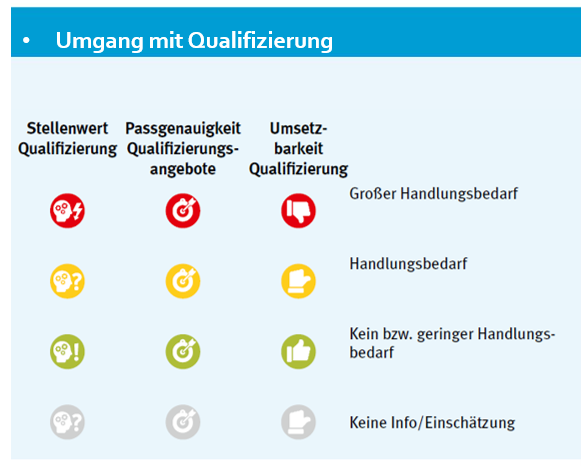 • Umgang mit Qualifizierung
Stellenwert Passgenauigkeit Umsetz-
Qualifizierung Qualifizierungs- barkeit
angebote Qualifizierung
Großer Handlungsbedarf
Handlungsbedarf
Kein bzw. geringer Handlungs-
bedarf
Keine Info/Einschätzung